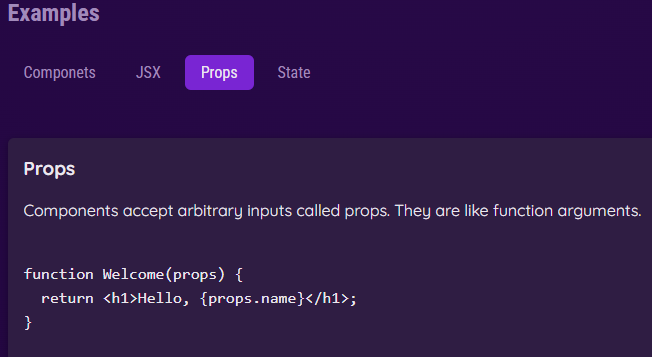 Examples
Componets JSX Props State
Props
Components accept arbitrary inputs called props. They are like function arguments.
function Welcome(props) {
  return <h1>Hello, {props.name}</h1>;
}